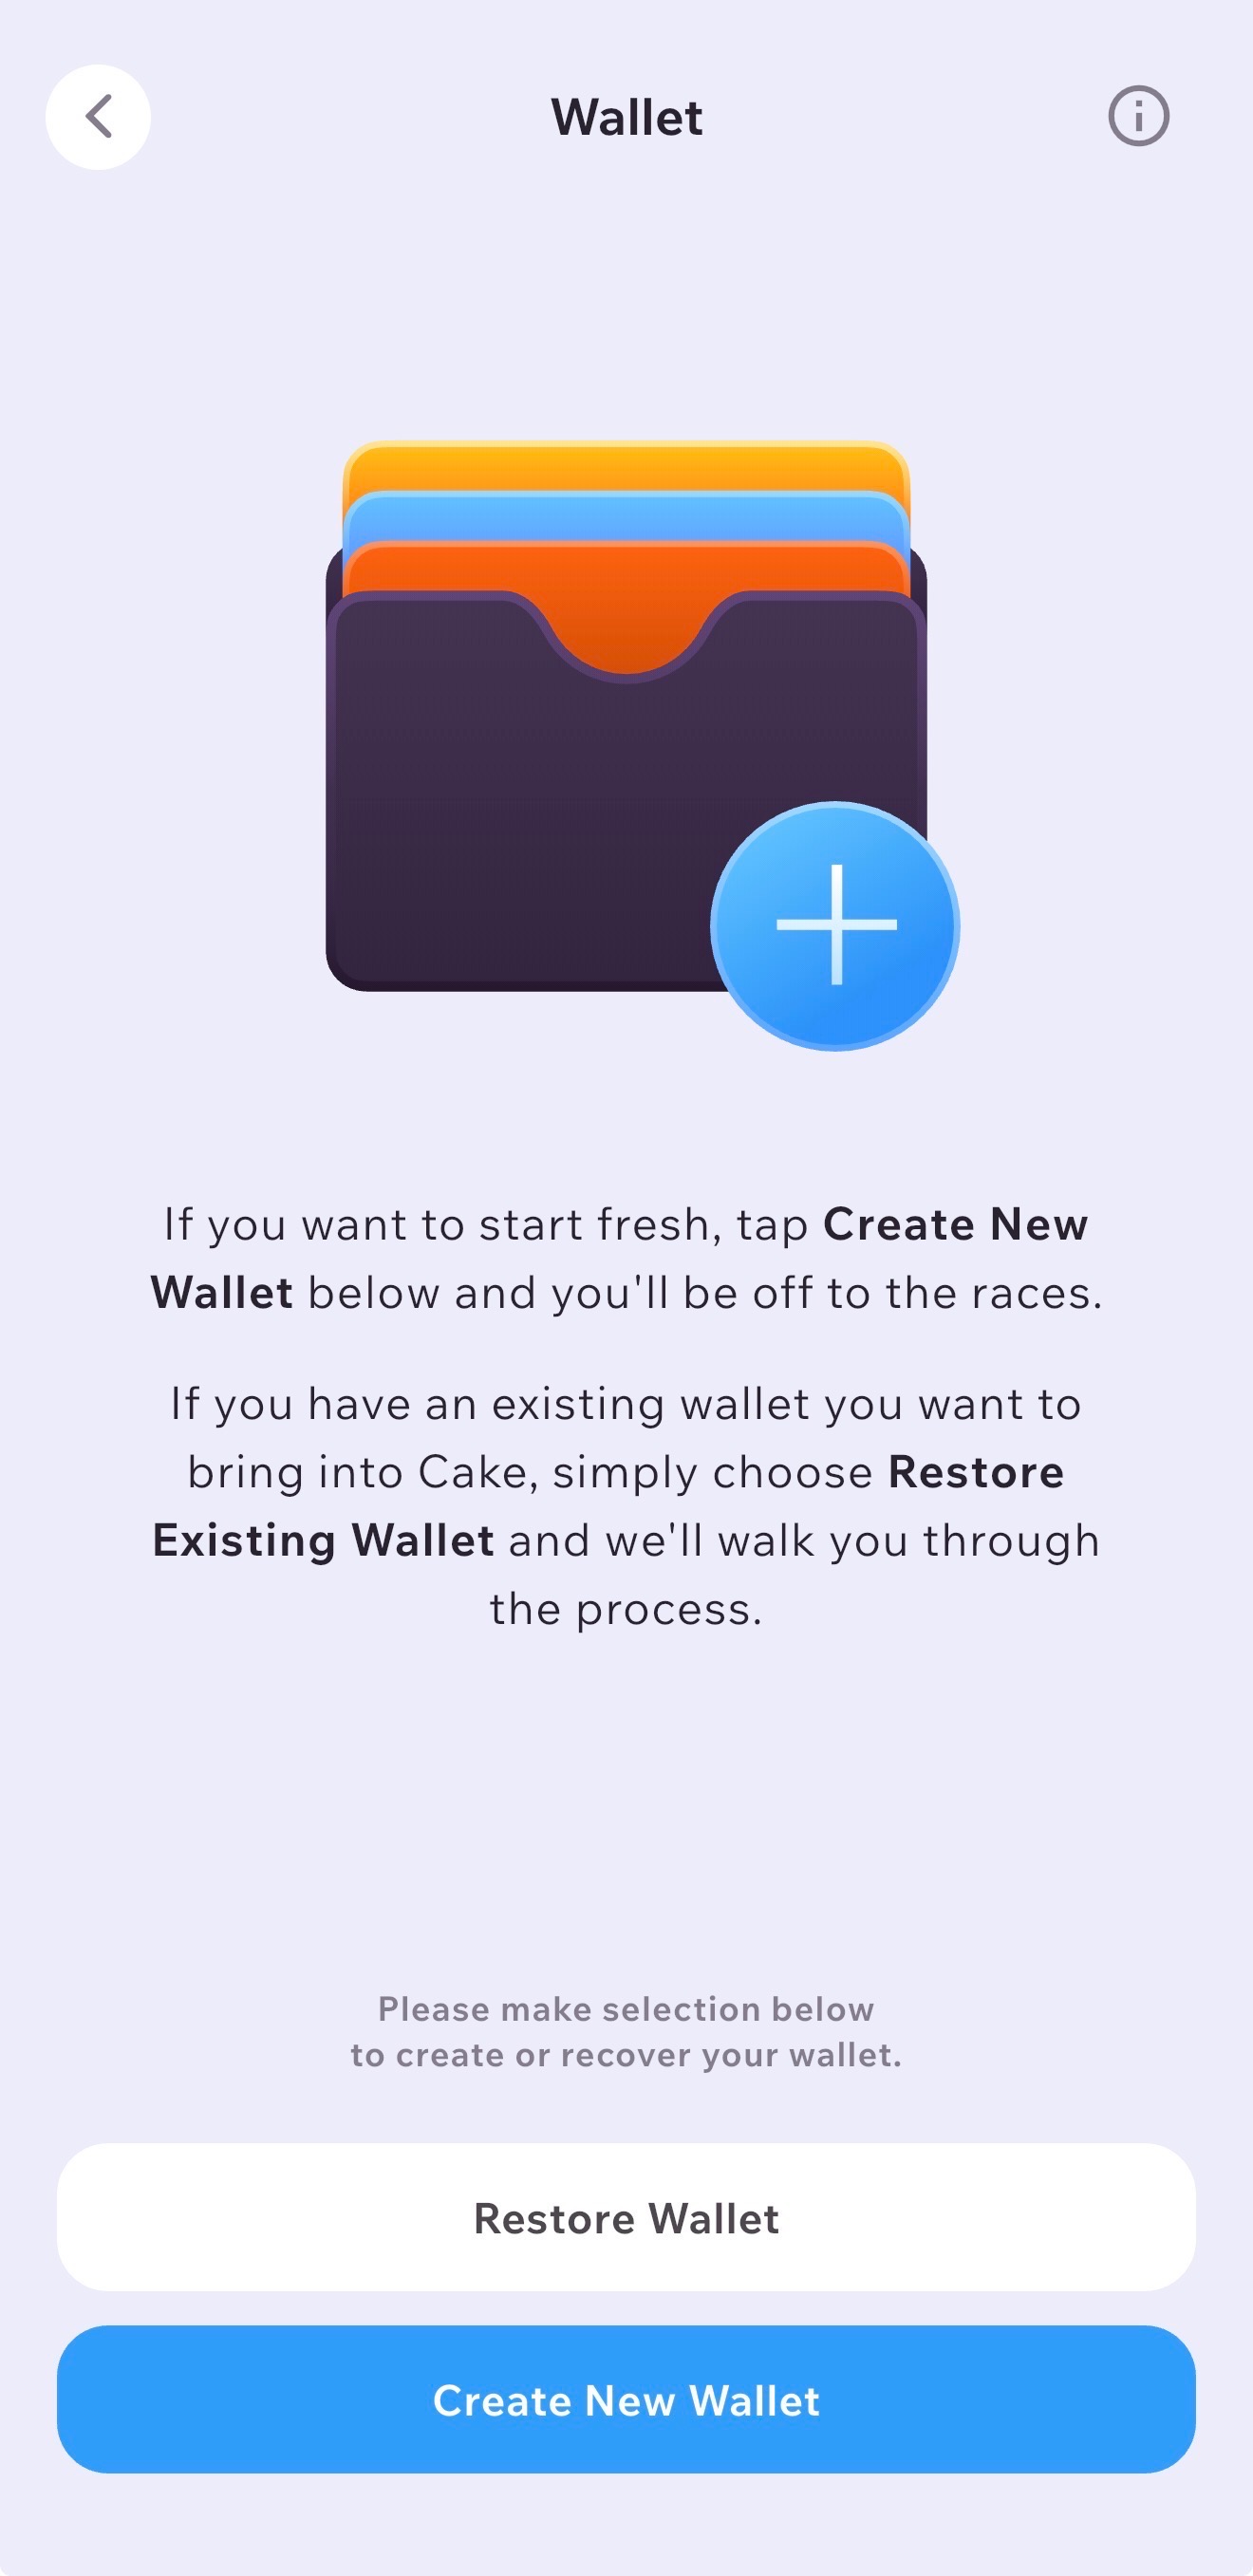 Wallet
If you want to start fresh, tap Create New
Wallet below and you'll be off to the races.
If you have an existing wallet you want to
bring into Cake, simply choose Restore
Existing Wallet and we'll walk you through
the process.
Please make selection below
to create or recover your wallet.
Restore Wallet
Create New Wallet